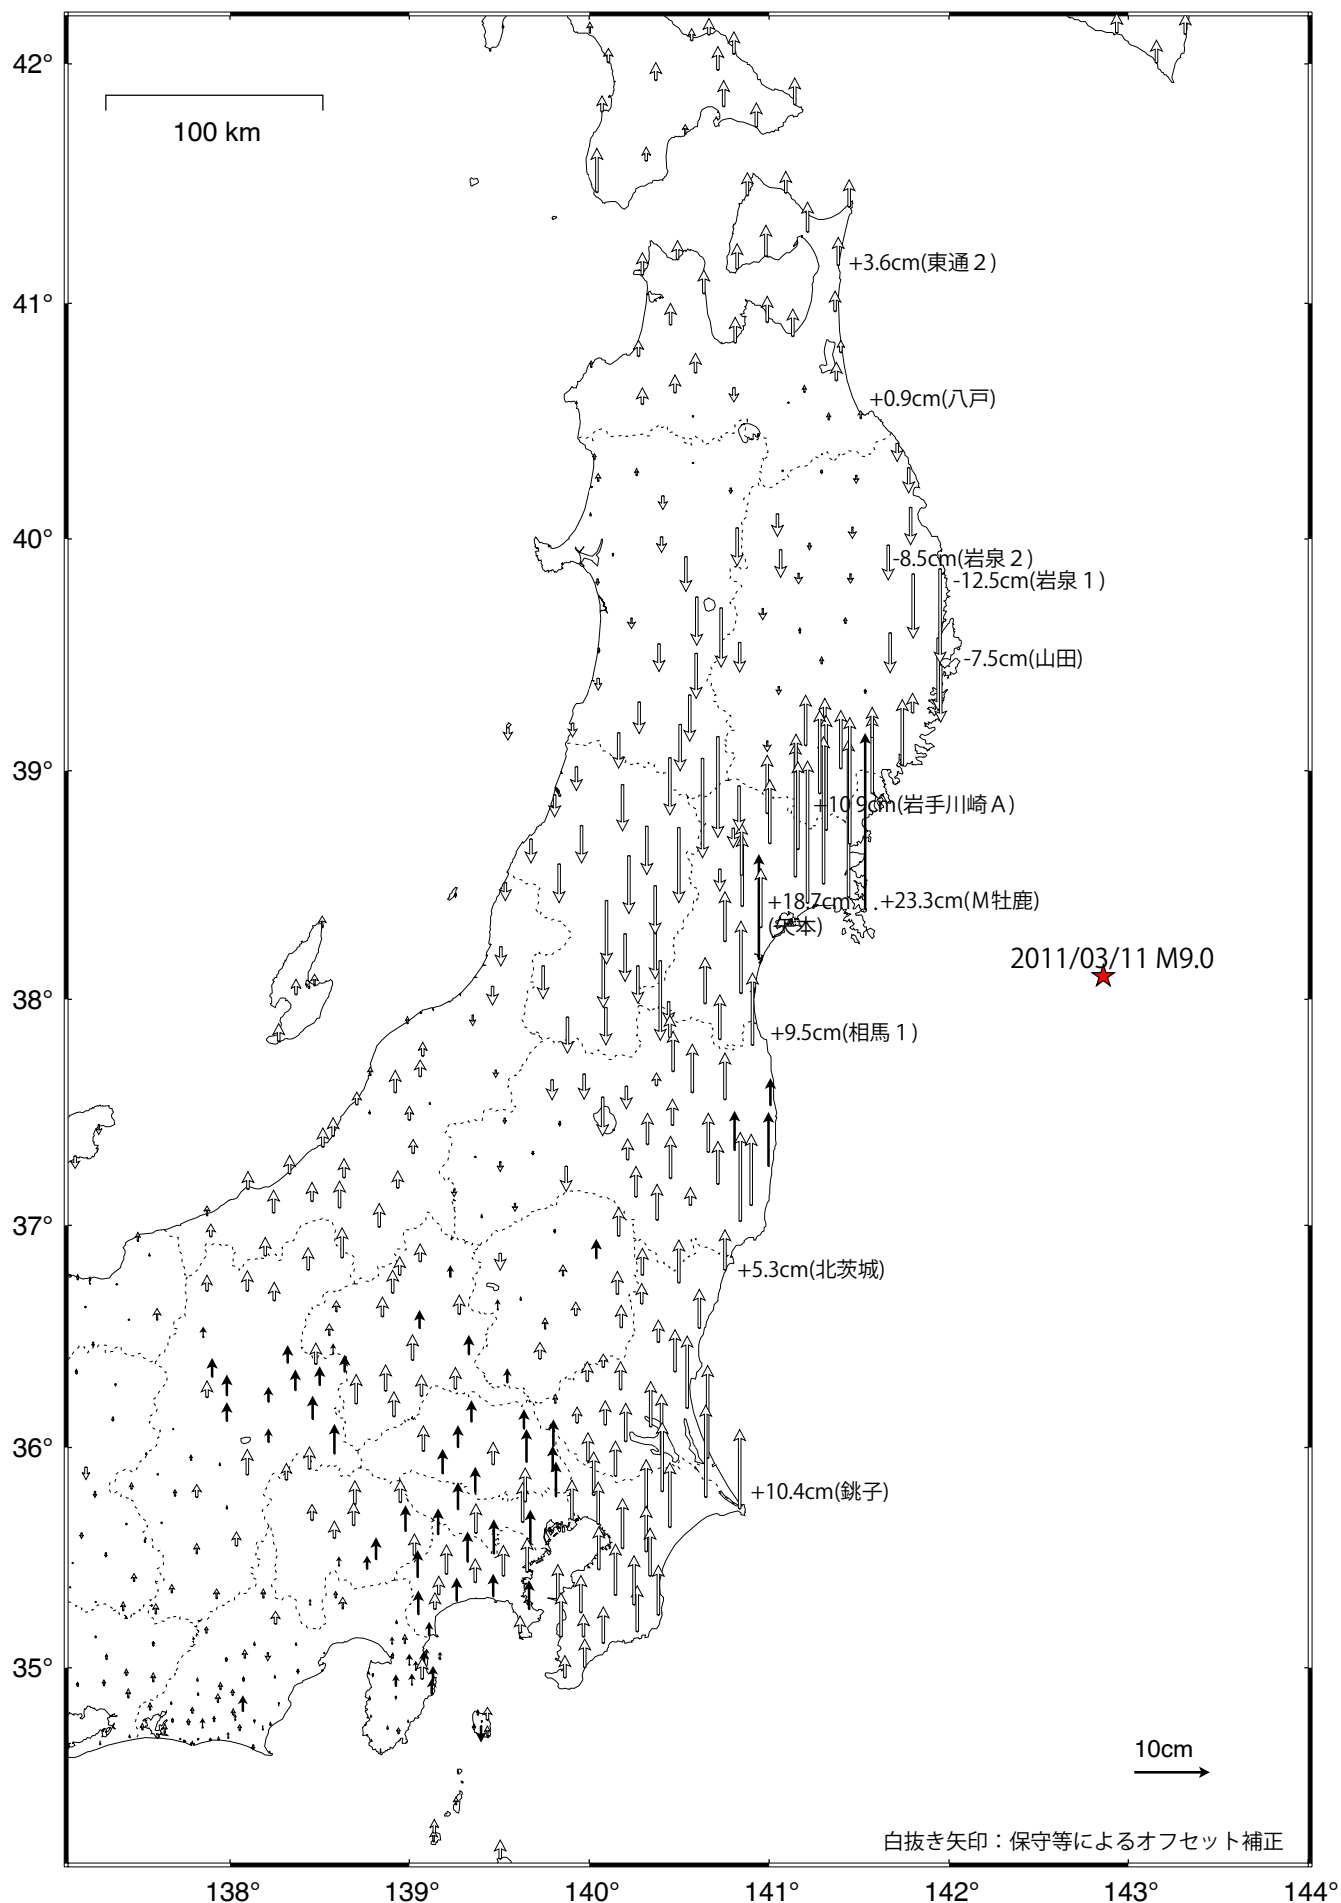 42°
100 km
+3.6cm(東通２)
41°
+0.9cm(八戸)
40°
-8.5cm(岩泉２)
-12.5cm(岩泉１)
-7.5cm(山田)
39°
+10.9cm(岩手川崎Ａ)
+18.7cm
(矢本)
+23.3cm(Ｍ牡鹿)
2011/03/11 M9.0
38°
+9.5cm(相馬１)
37°
+5.3cm(北茨城)
36°
+10.4cm(銚子)
35°
10cm
白抜き矢印：保守等によるオフセット補正
138° 139° 140° 141° 142° 143° 144°